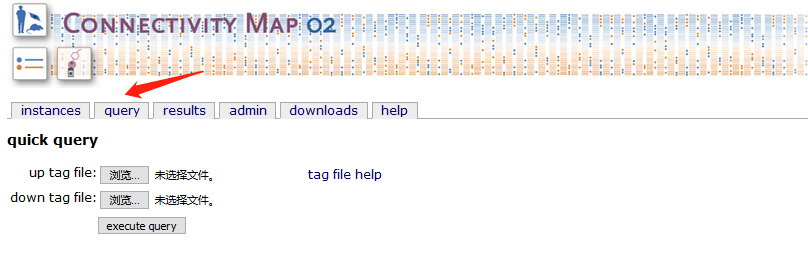 CONNECTIVITY MAP 02
instances query results admin downloads help
quick query
up tag file: 浏览... 未选择文件。 tag file help
down tag file: 浏览... 未选择文件。
execute query